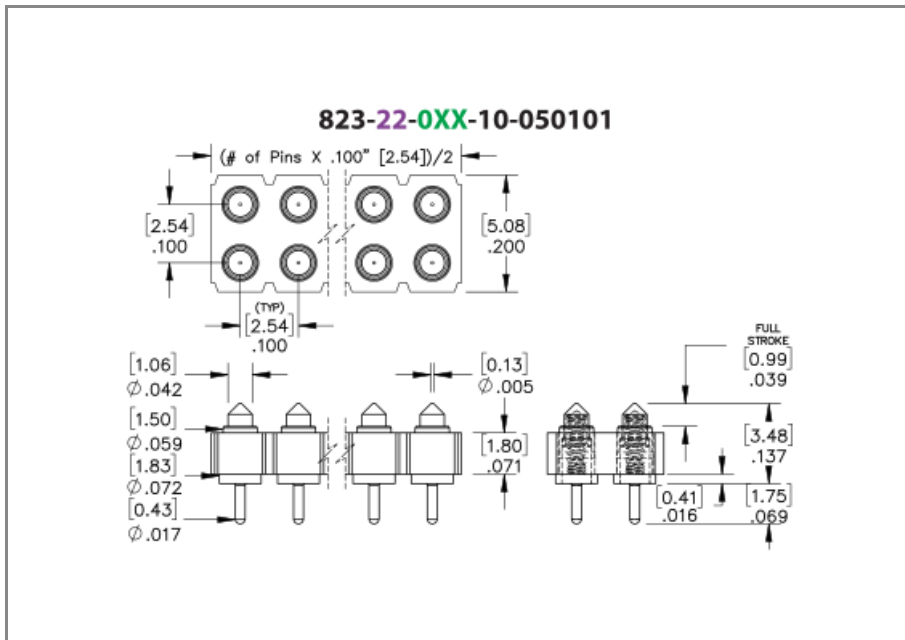 823-22-0XX-10-050101
(# of Pins X .100" [2.54])/2
[2.54]
.100
[5.08]
.200
(TYP)
[2.54]
.100
[1.06]
Ø.042
[0.13]
Ø.005
FULL
STROKE
[0.99]
.039
[1.50]
Ø.059
[1.83]
Ø.072
[0.43]
Ø.017
[1.80]
.071
[3.48]
.137
[0.41]
.016
[1.75]
.069